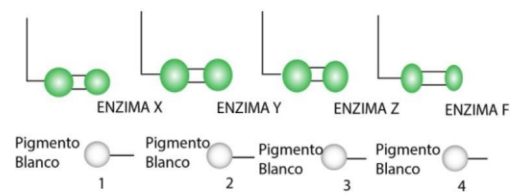 ENZIMA X
ENZIMA Y
ENZIMA Z
ENZIMA F
Pigmento
Blanco
1
Pigmento
Blanco
2
Pigmento
Blanco
3
Pigmento
Blanco
4